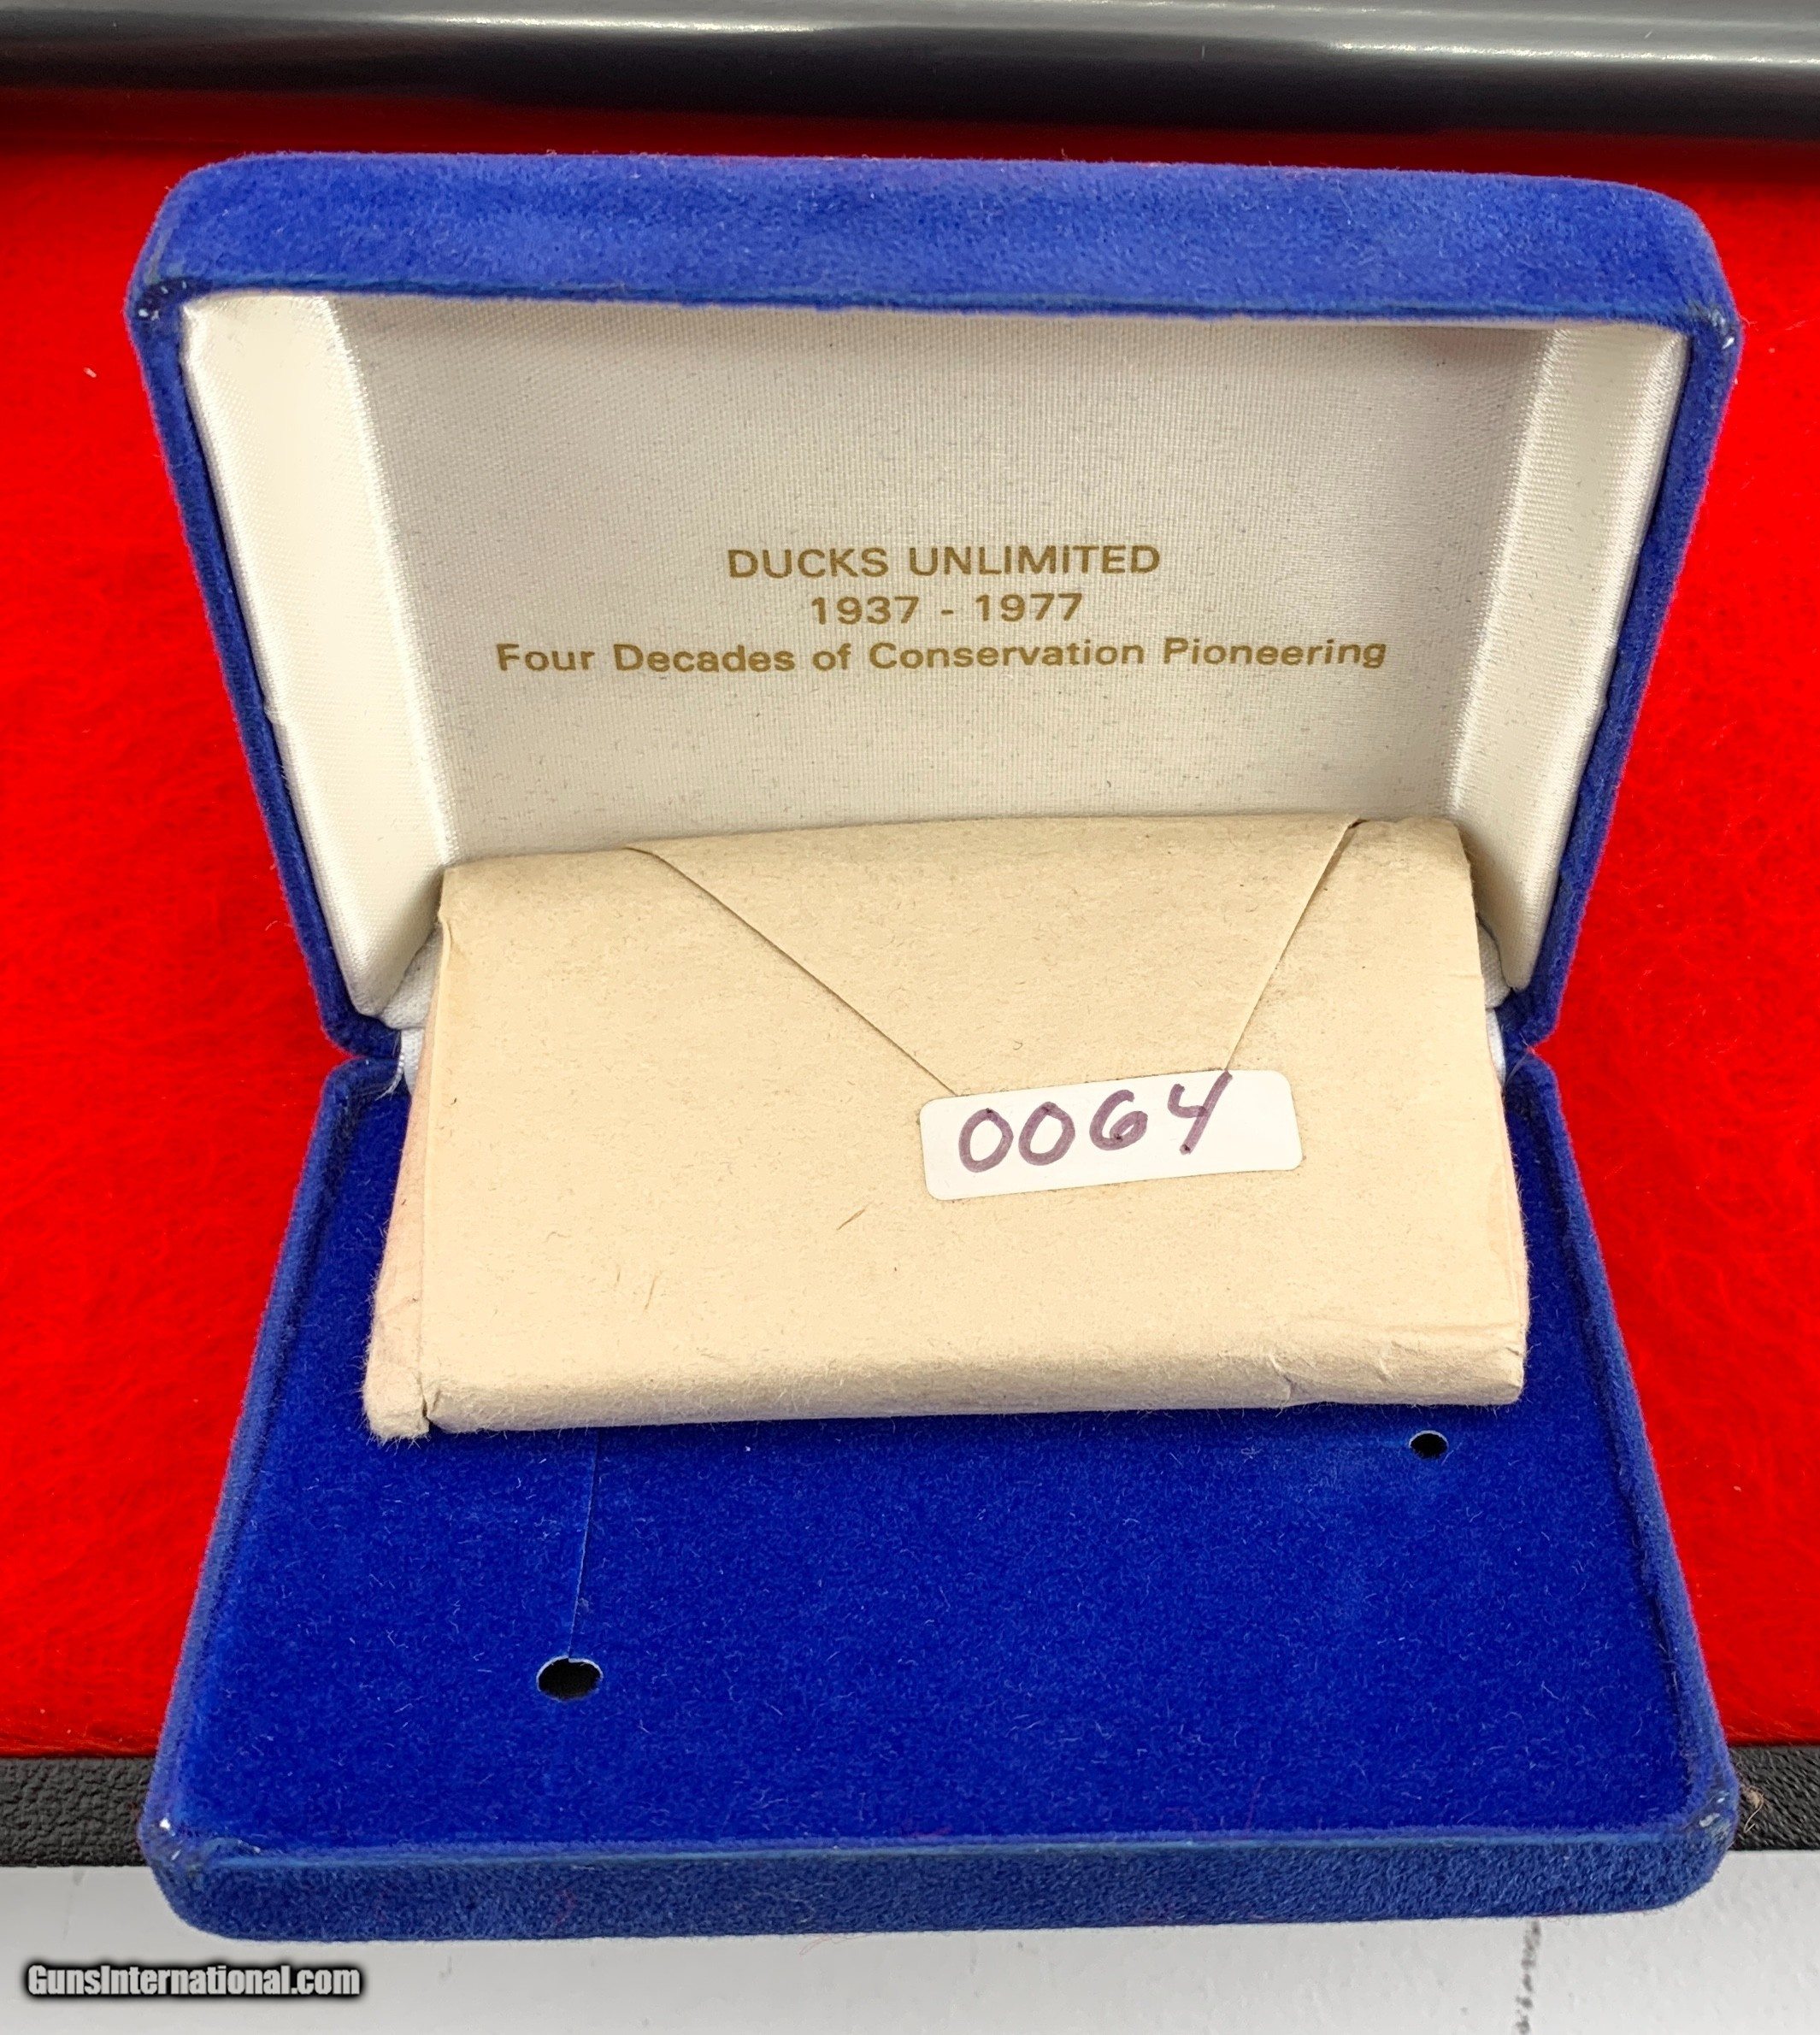 DUCKS UNLIMITED
1937 - 1977
Four Decades of Conservation Pioneering
0064
GunsInternational.com